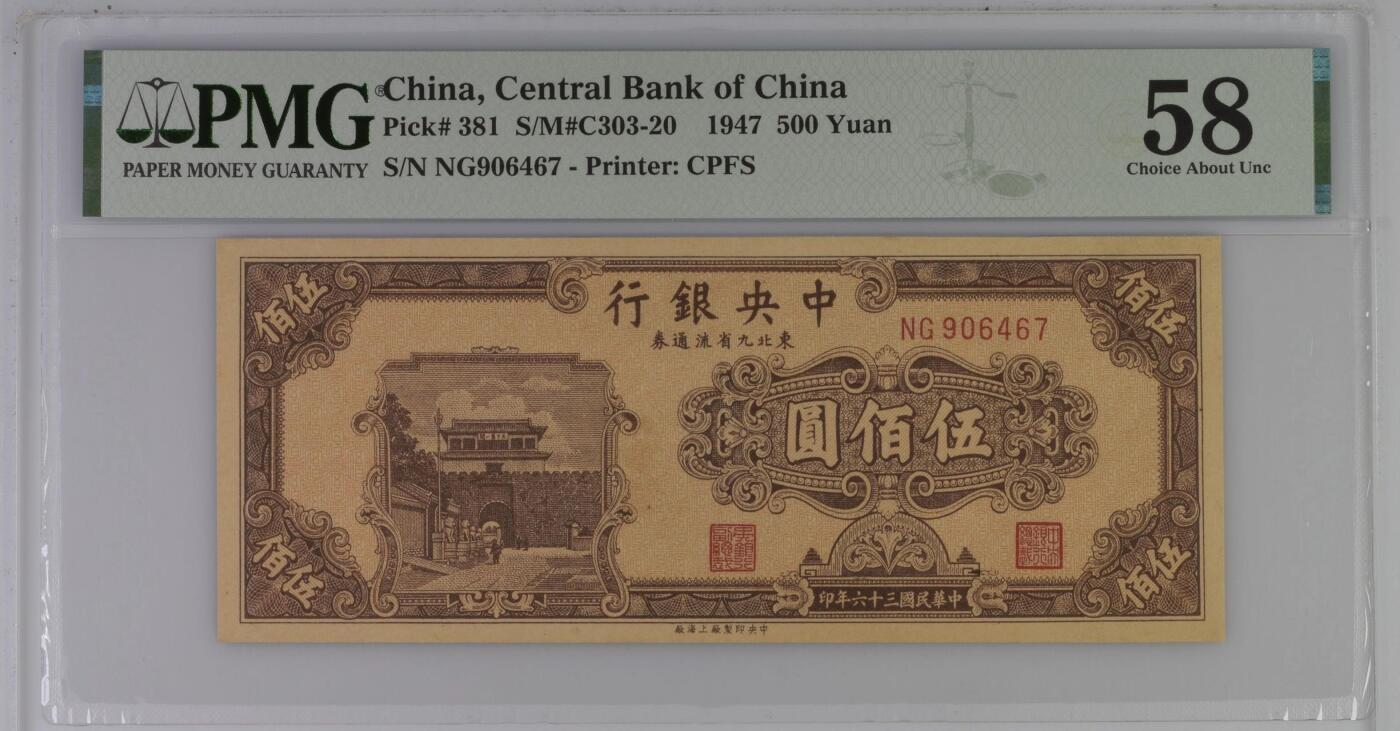 PMG®
PAPER MONEY GUARANTY
China, Central Bank of China
Pick# 381 S/M#C303-20 1947 500 Yuan
S/N NG906467 - Printer: CPFS
58
Choice About Unc
伍佰
伍佰
中央銀行
東北九省流通券
NG 906467
伍佰圓
伍佰
伍佰
中華民國三十六年印
中央印製廠上海廠